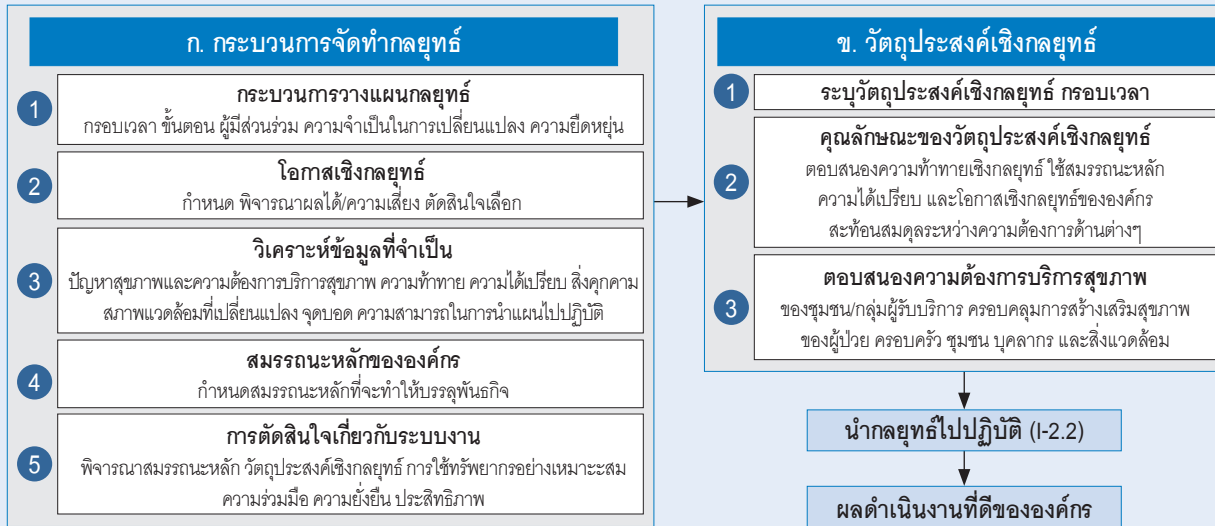 ก. กระบวนการจัดทำกลยุทธ์
1
กระบวนการวางแผนกลยุทธ์
กรอบเวลา ขั้นตอน ผู้มีส่วนร่วม ความจำเป็นในการเปลี่ยนแปลง ความยืดหยุ่น
2
โอกาสเชิงกลยุทธ์
กำหนด พิจารณาผลได้/ความเสี่ยง ตัดสินใจเลือก
3
วิเคราะห์ข้อมูลที่จำเป็น
ปัญหาสุขภาพและความต้องการบริการสุขภาพ ความท้าทาย ความได้เปรียบ สิ่งคุกคาม
สภาพแวดล้อมที่เปลี่ยนแปลง จุดบอด ความสามารถในการนำแผนไปปฏิบัติ
4
สมรรถนะหลักขององค์กร
กำหนดสมรรถนะหลักที่จะทำให้บรรลุพันธกิจ
5
การตัดสินใจเกี่ยวกับระบบงาน
พิจารณาสมรรถนะหลัก วัตถุประสงค์เชิงกลยุทธ์ การใช้ทรัพยากรอย่างเหมาะะสม
ความร่วมมือ ความยั่งยืน ประสิทธิภาพ
ข. วัตถุประสงค์เชิงกลยุทธ์
1
ระบุวัตถุประสงค์เชิงกลยุทธ์ กรอบเวลา
2
คุณลักษณะของวัตถุประสงค์เชิงกลยุทธ์
ตอบสนองความท้าทายเชิงกลยุทธ์ ใช้สมรรถนะหลัก
ความได้เปรียบ และโอกาสเชิงกลยุทธ์ขององค์กร
สะท้อนสมดุลระหว่างความต้องการด้านต่างๆ
3
ตอบสนองความต้องการบริการสุขภาพ
ของชุมชน/กลุ่มผู้รับบริการ ครอบคลุมการสร้างเสริมสุขภาพ
ของผู้ป่วย ครอบครัว ชุมชน บุคลากร และสิ่งแวดล้อม
นำกลยุทธ์ไปปฏิบัติ (I-2.2)
ผลดำเนินงานที่ดีขององค์กร